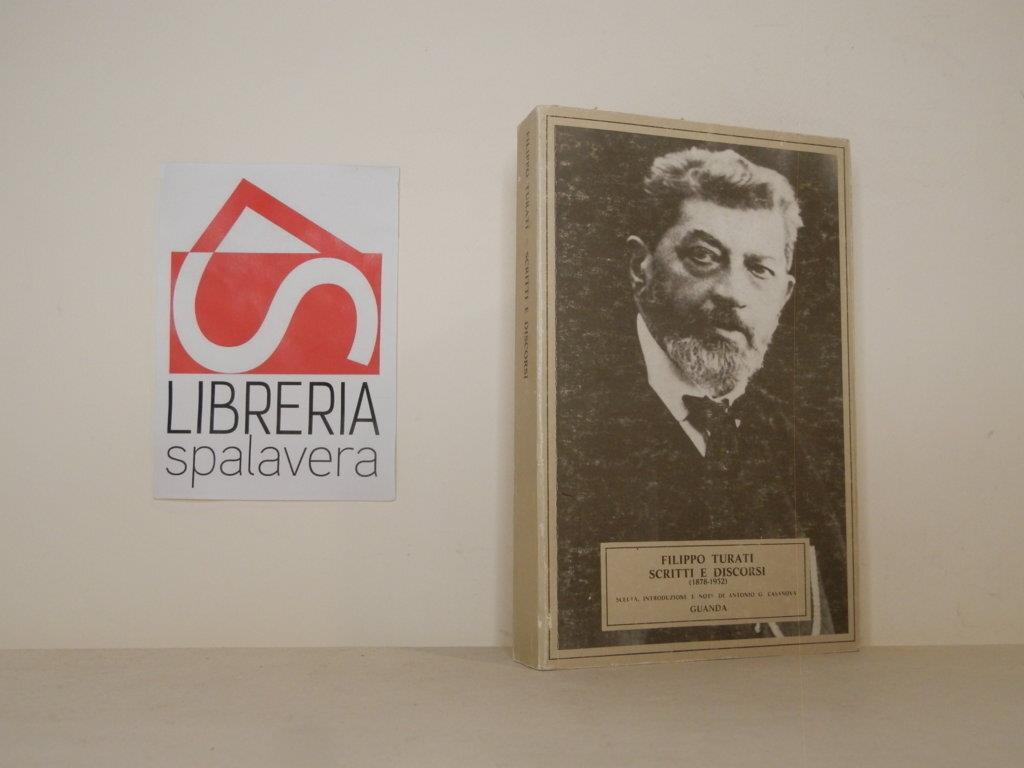 LIBRERIA
spalavera
FILIPPO TURATI - SCRITTI E DISCORSI
FILIPPO TURATI
SCRITTI E DISCORSI
(1878-1932)
SCELTA, INTRODUZIONE E NOTE DI ANTONIO G. CASANOVA
GUANDA